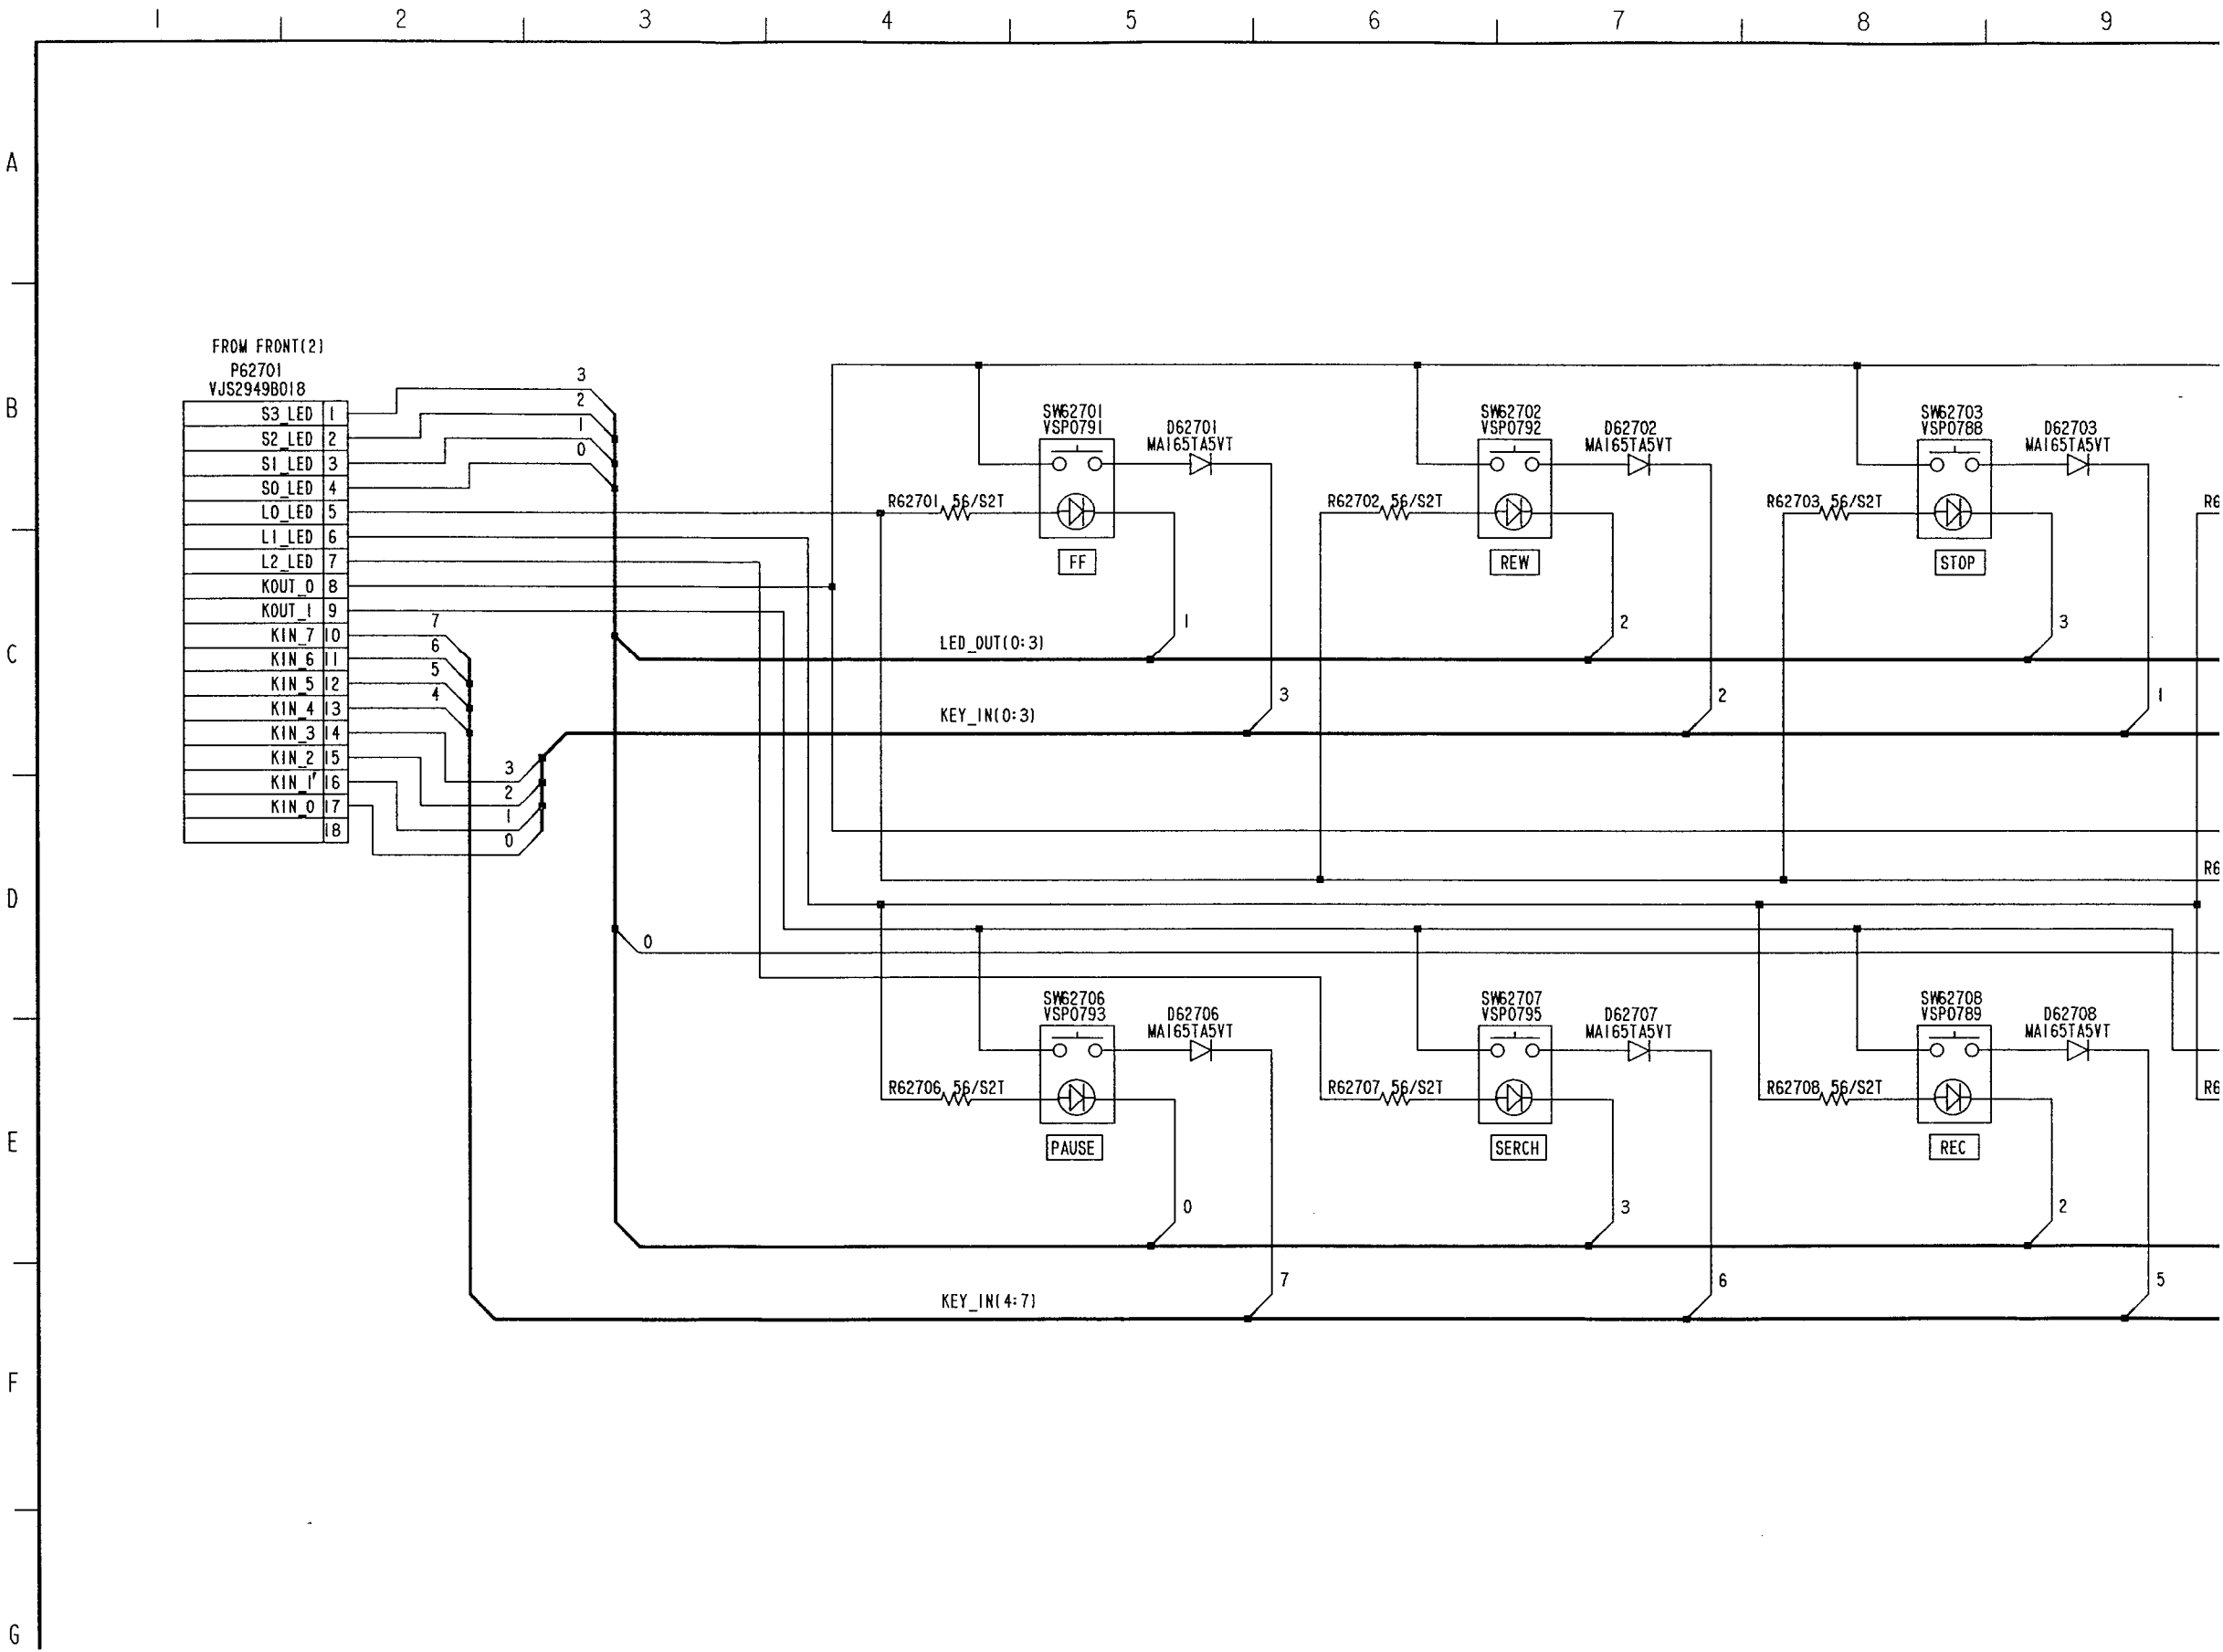 1 2 3 4 5 6 7 8 9
A
B
C
D
E
F
G
FROM FRONT(2)
P62701
VJS2949B018
S3_LED 1
S2_LED 2
S1_LED 3
S0_LED 4
L0_LED 5
L1_LED 6
L2_LED 7
KOUT_0 8
KOUT_1 9
KIN_7 10
KIN_6 11
KIN_5 12
KIN_4 13
KIN_3 14
KIN_2 15
KIN_1 16
KIN_0 17
18
3
2
1
0
7
6
5
4
3
2
1
0
SW62701
VSP0791
D62701
MA165TA5VT
R62701 56/S2T
FF
1
3
SW62702
VSP0792
D62702
MA165TA5VT
R62702 56/S2T
REW
2
2
SW62703
VSP0788
D62703
MA165TA5VT
R62703 56/S2T
STOP
3
1
R6
LED_OUT(0:3)
KEY_IN(0:3)
R6
0
SW62706
VSP0793
D62706
MA165TA5VT
R62706 56/S2T
PAUSE
0
7
SW62707
VSP0795
D62707
MA165TA5VT
R62707 56/S2T
SERCH
3
6
SW62708
VSP0789
D62708
MA165TA5VT
R62708 56/S2T
REC
2
5
R6
KEY_IN(4:7)